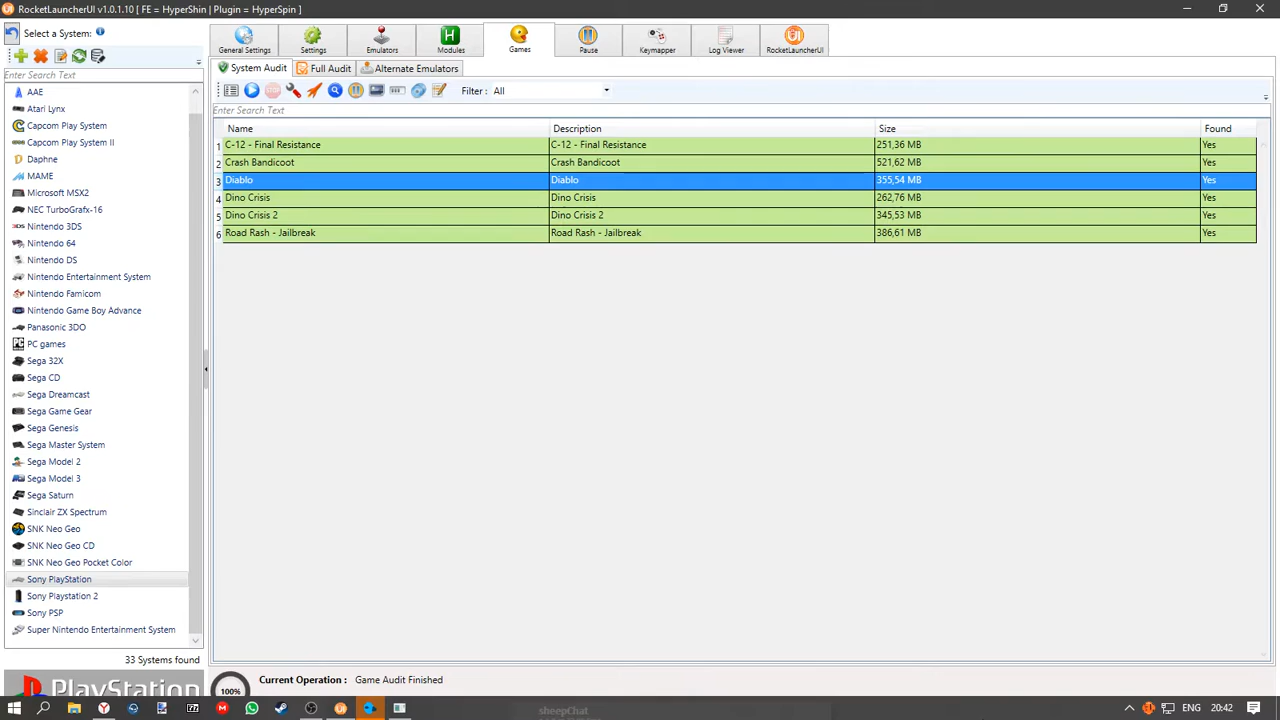 RocketLauncherUI v1.0.1.10 [ FE = HyperShin | Plugin = HyperSpin ]
Select a System:
General Settings
Settings
Emulators
Modules
Games
Pause
Keymapper
Log Viewer
RocketLauncherUI
System Audit
Full Audit
Alternate Emulators
Enter Search Text
Filter : All
Enter Search Text
Name Description Size Found
1 C-12 - Final Resistance C-12 - Final Resistance 251,36 MB Yes
2 Crash Bandicoot Crash Bandicoot 521,62 MB Yes
3 Diablo Diablo 355,54 MB Yes
4 Dino Crisis Dino Crisis 262,76 MB Yes
5 Dino Crisis 2 Dino Crisis 2 345,53 MB Yes
6 Road Rash - Jailbreak Road Rash - Jailbreak 386,61 MB Yes
AAE
Atari Lynx
Capcom Play System
Capcom Play System II
Daphne
MAME
Microsoft MSX2
NEC TurboGrafx-16
Nintendo 3DS
Nintendo 64
Nintendo DS
Nintendo Entertainment System
Nintendo Famicom
Nintendo Game Boy Advance
Panasonic 3DO
PC games
Sega 32X
Sega CD
Sega Dreamcast
Sega Game Gear
Sega Genesis
Sega Master System
Sega Model 2
Sega Model 3
Sega Saturn
Sinclair ZX Spectrum
SNK Neo Geo
SNK Neo Geo CD
SNK Neo Geo Pocket Color
Sony PlayStation
Sony Playstation 2
Sony PSP
Super Nintendo Entertainment System
33 Systems found
PlayStation
100%
Current Operation : Game Audit Finished
sheepChat
ENG
20:42